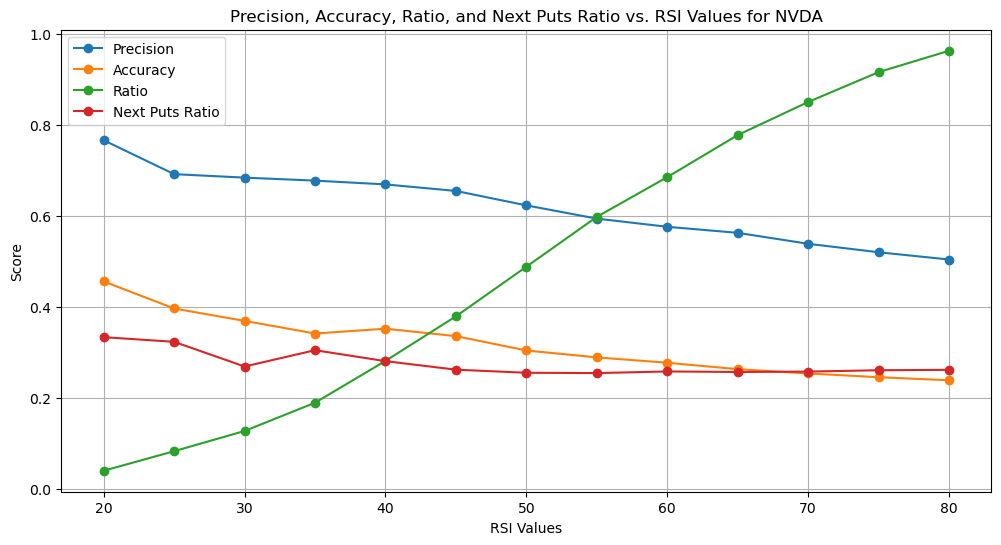 Precision, Accuracy, Ratio, and Next Puts Ratio vs. RSI Values for NVDA
Precision
Accuracy
Ratio
Next Puts Ratio
Score
1.0
0.8
0.6
0.4
0.2
0.0
20 30 40 50 60 70 80
RSI Values